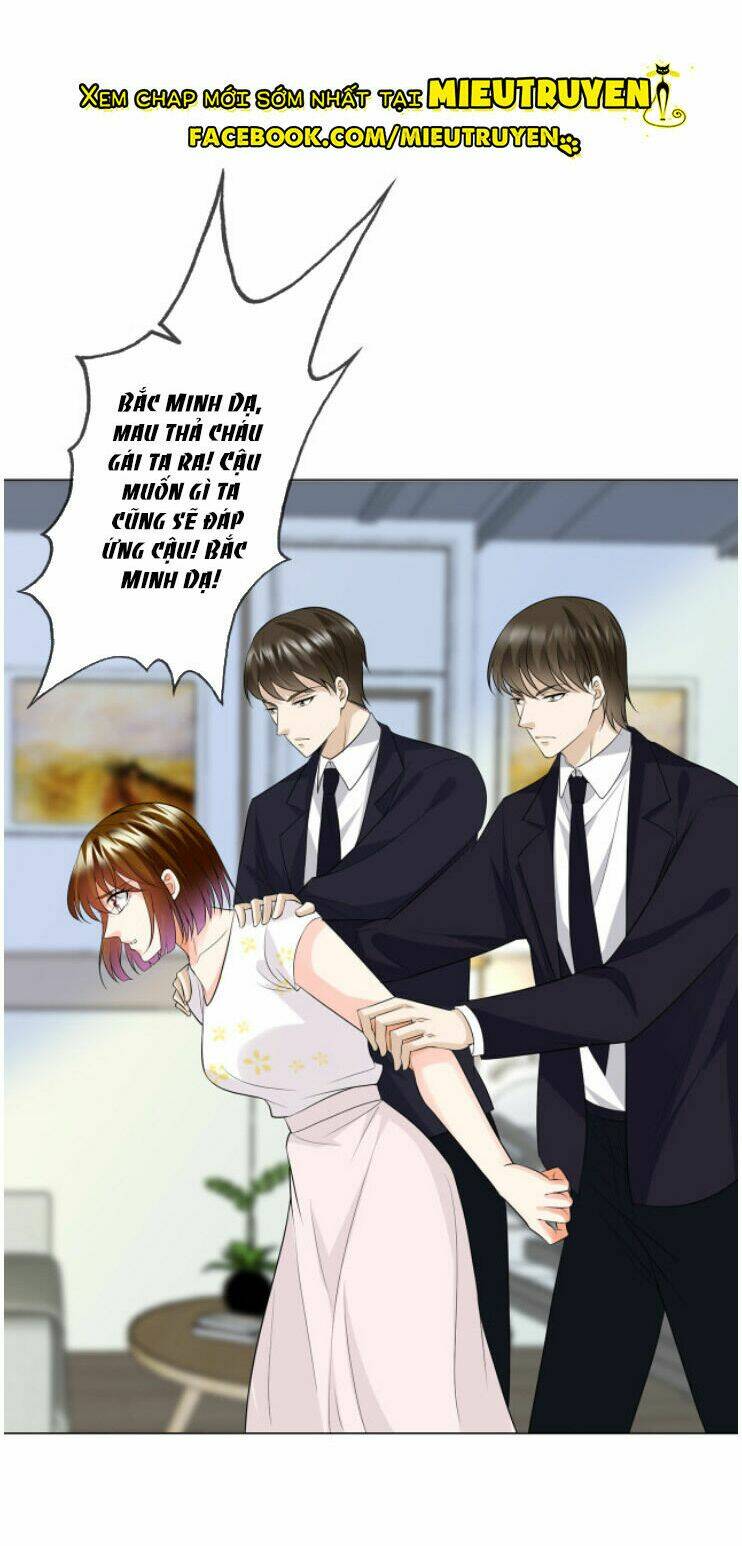 XEM CHAP MỚI SỚM NHẤT TẠI MIEUTRUYEN
FACEBOOK.COM/MIEUTRUYEN
BẮC MINH DẠ,
MAU THẢ CHÁU
GÁI TA RA! CẬU
MUỐN GÌ TA
CŨNG SẼ ĐÁP
ỨNG CẬU! BẮC
MINH DẠ!